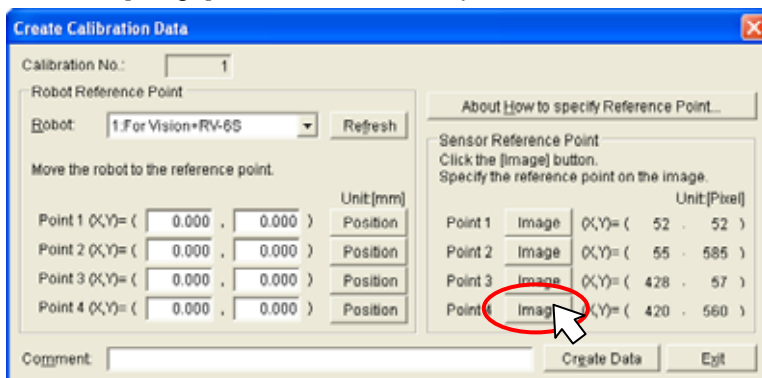 Create Calibration Data
Calibration No.: 1
Robot Reference Point
Robot: 1:For Vision+RV-6S Refresh
Move the robot to the reference point.
Unit:[mm]
Point 1 (X,Y)= ( 0.000 , 0.000 ) Position
Point 2 (X,Y)= ( 0.000 , 0.000 ) Position
Point 3 (X,Y)= ( 0.000 , 0.000 ) Position
Point 4 (X,Y)= ( 0.000 , 0.000 ) Position
About How to specify Reference Point...
Sensor Reference Point
Click the [Image] button.
Specify the reference point on the image.
Unit:[Pixel]
Point 1 Image (X,Y)= ( 52 . 52 )
Point 2 Image (X,Y)= ( 55 . 585 )
Point 3 Image (X,Y)= ( 428 . 57 )
Point 4 Image (X,Y)= ( 420 . 560 )
Comment:
Create Data Exit